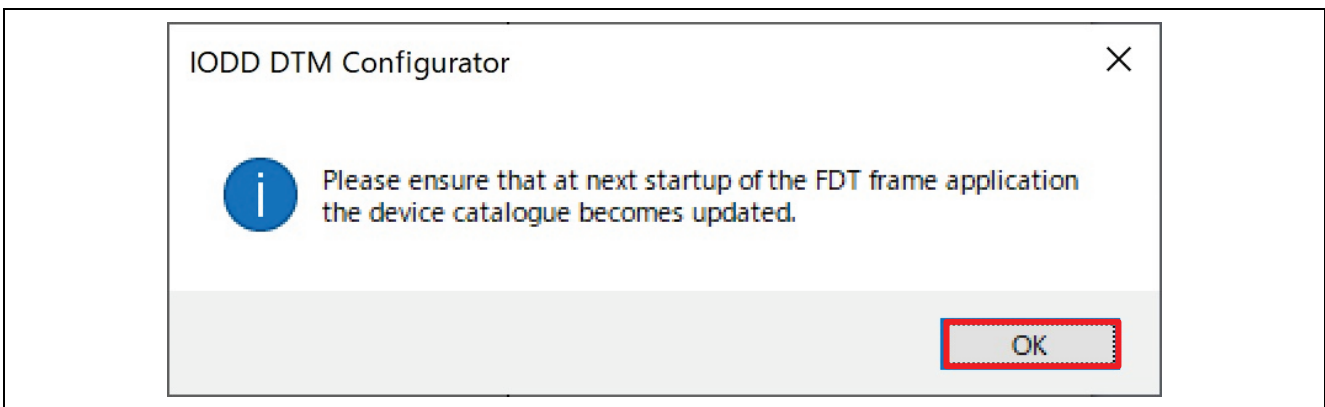 IODD DTM Configurator
Please ensure that at next startup of the FDT frame application
the device catalogue becomes updated.
OK